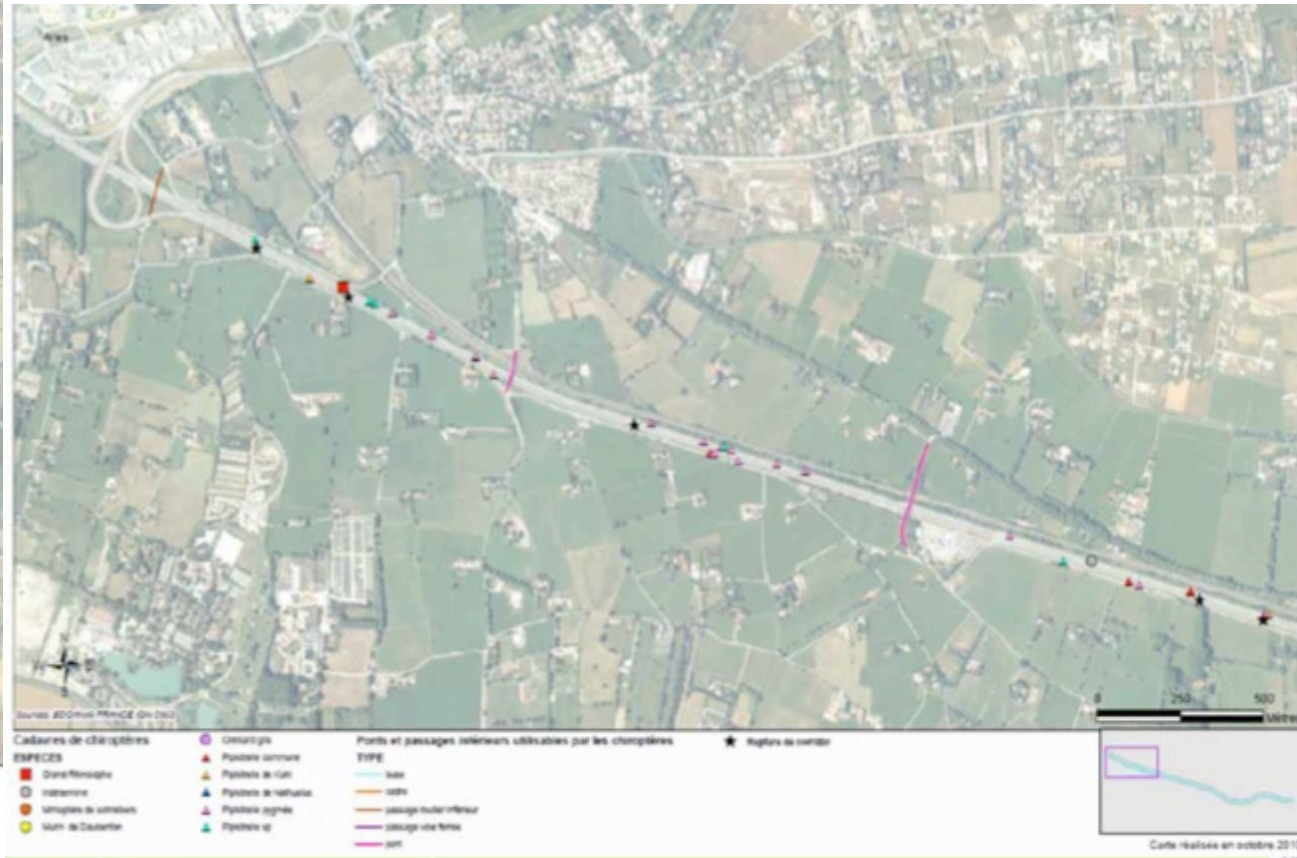 Arles
N
S
0 250 500
Mètres
Cadavres de chiroptères
ESPECES
Grand Rhinolophe
Indéterminé
Minioptère de schreibers
Murin de Daubenton
Oreillard gris
Pipistrelle commune
Pipistrelle de Kuhl
Pipistrelle de Nathusius
Pipistrelle pygmée
Pipistrelle sp
Ponts et passages inférieurs utilisables par les chiroptères
TYPE
buse
cadre
passage routier inférieur
passage voie ferrée
pont
Rupture de corridor
Carte réalisée en octobre